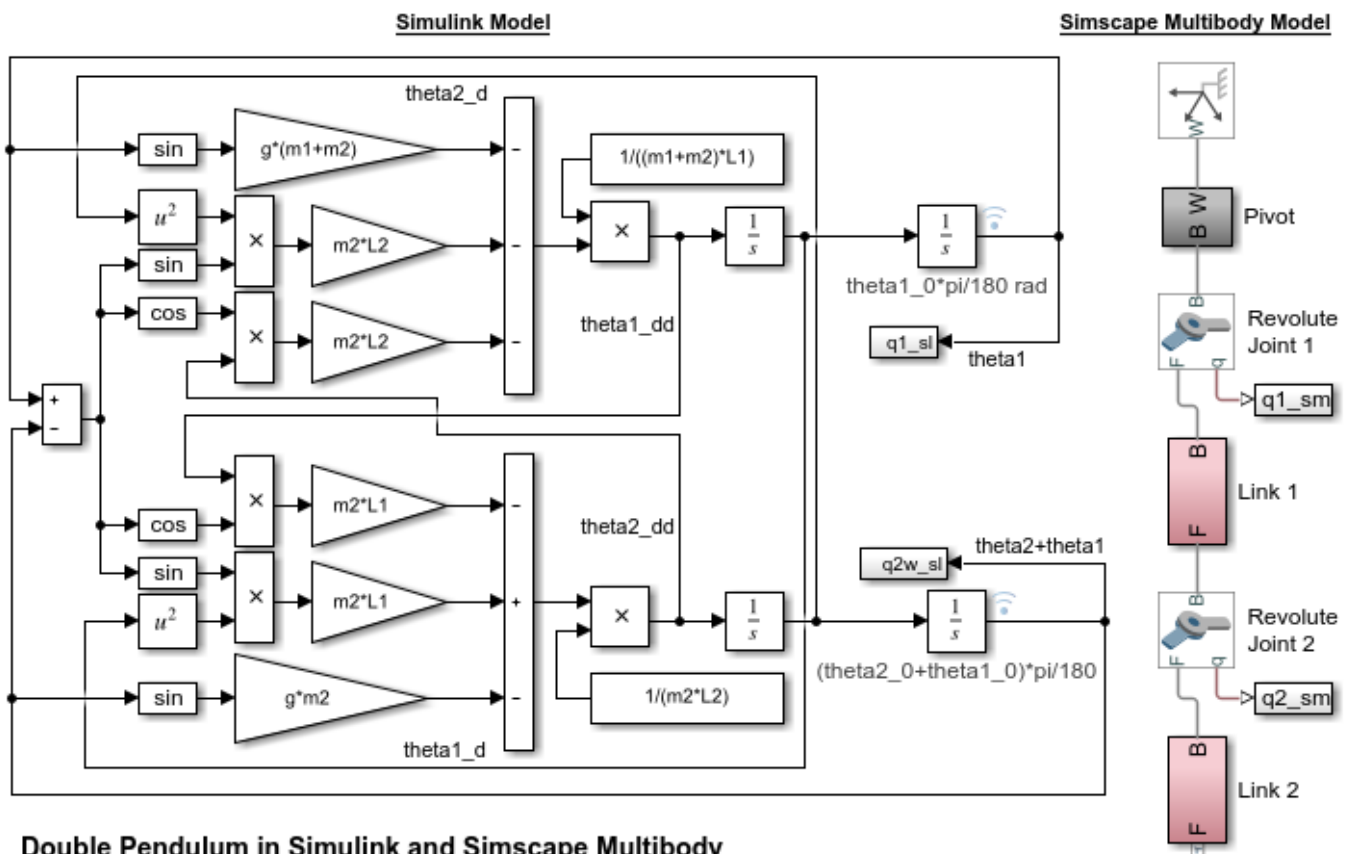 Simulink Model
Simscape Multibody Model
theta2_d
sin
g*(m1+m2)
-
1/((m1+m2)*L1)
W
u²
×
m2*L2
-
×
1
s
1
s
W
B
Pivot
sin
theta1_0*pi/180 rad
cos
×
m2*L2
-
theta1_dd
q1_sl
theta1
B
Revolute
Joint 1
F
q
q1_sm
+
-
B
Link 1
F
×
m2*L1
-
cos
theta2_dd
theta2+theta1
q2w_sl
sin
×
m2*L1
+
×
1
s
1
s
B
Revolute
Joint 2
F
q
u²
(theta2_0+theta1_0)*pi/180
sin
g*m2
-
1/(m2*L2)
q2_sm
theta1_d
B
Link 2
F
Double Pendulum in Simulink and Simscape Multibody